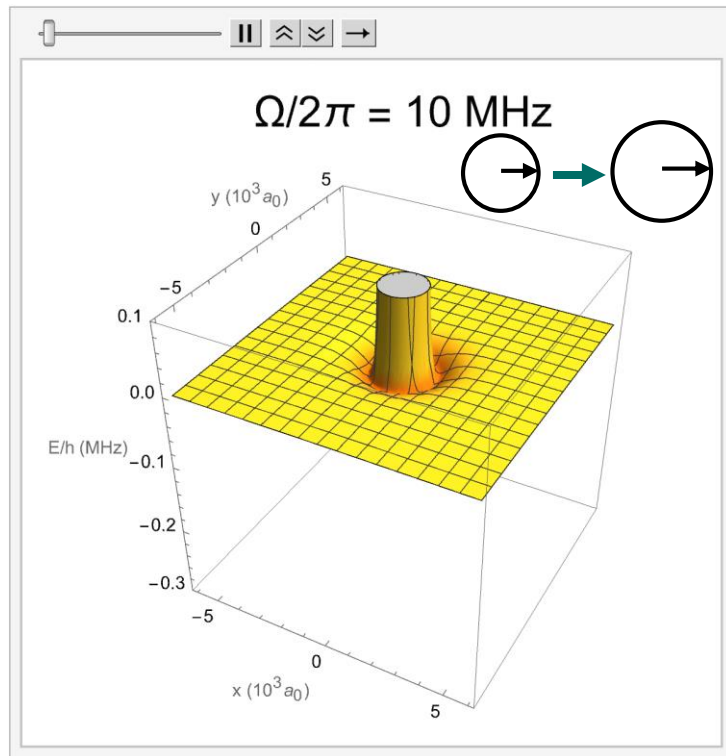 Ω/2π = 10 MHz
y (10³ a₀)
5
0
−5
0.1
0.0
E/h (MHz)
−0.1
−0.2
−0.3
−5
0
5
x (10³ a₀)